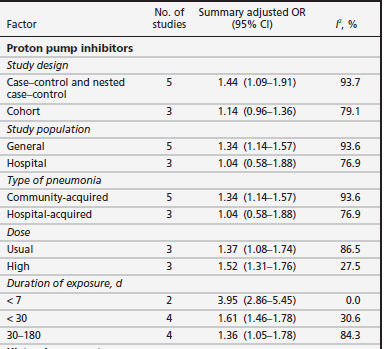 Factor No. of studies Summary adjusted OR (95% CI) I², %
Proton pump inhibitors
Study design
Case–control and nested case–control 5 1.44 (1.09–1.91) 93.7
Cohort 3 1.14 (0.96–1.36) 79.1
Study population
General 5 1.34 (1.14–1.57) 93.6
Hospital 3 1.04 (0.58–1.88) 76.9
Type of pneumonia
Community-acquired 5 1.34 (1.14–1.57) 93.6
Hospital-acquired 3 1.04 (0.58–1.88) 76.9
Dose
Usual 3 1.37 (1.08–1.74) 86.5
High 3 1.52 (1.31–1.76) 27.5
Duration of exposure, d
< 7 2 3.95 (2.86–5.45) 0.0
< 30 4 1.61 (1.46–1.78) 30.6
30–180 4 1.36 (1.05–1.78) 84.3